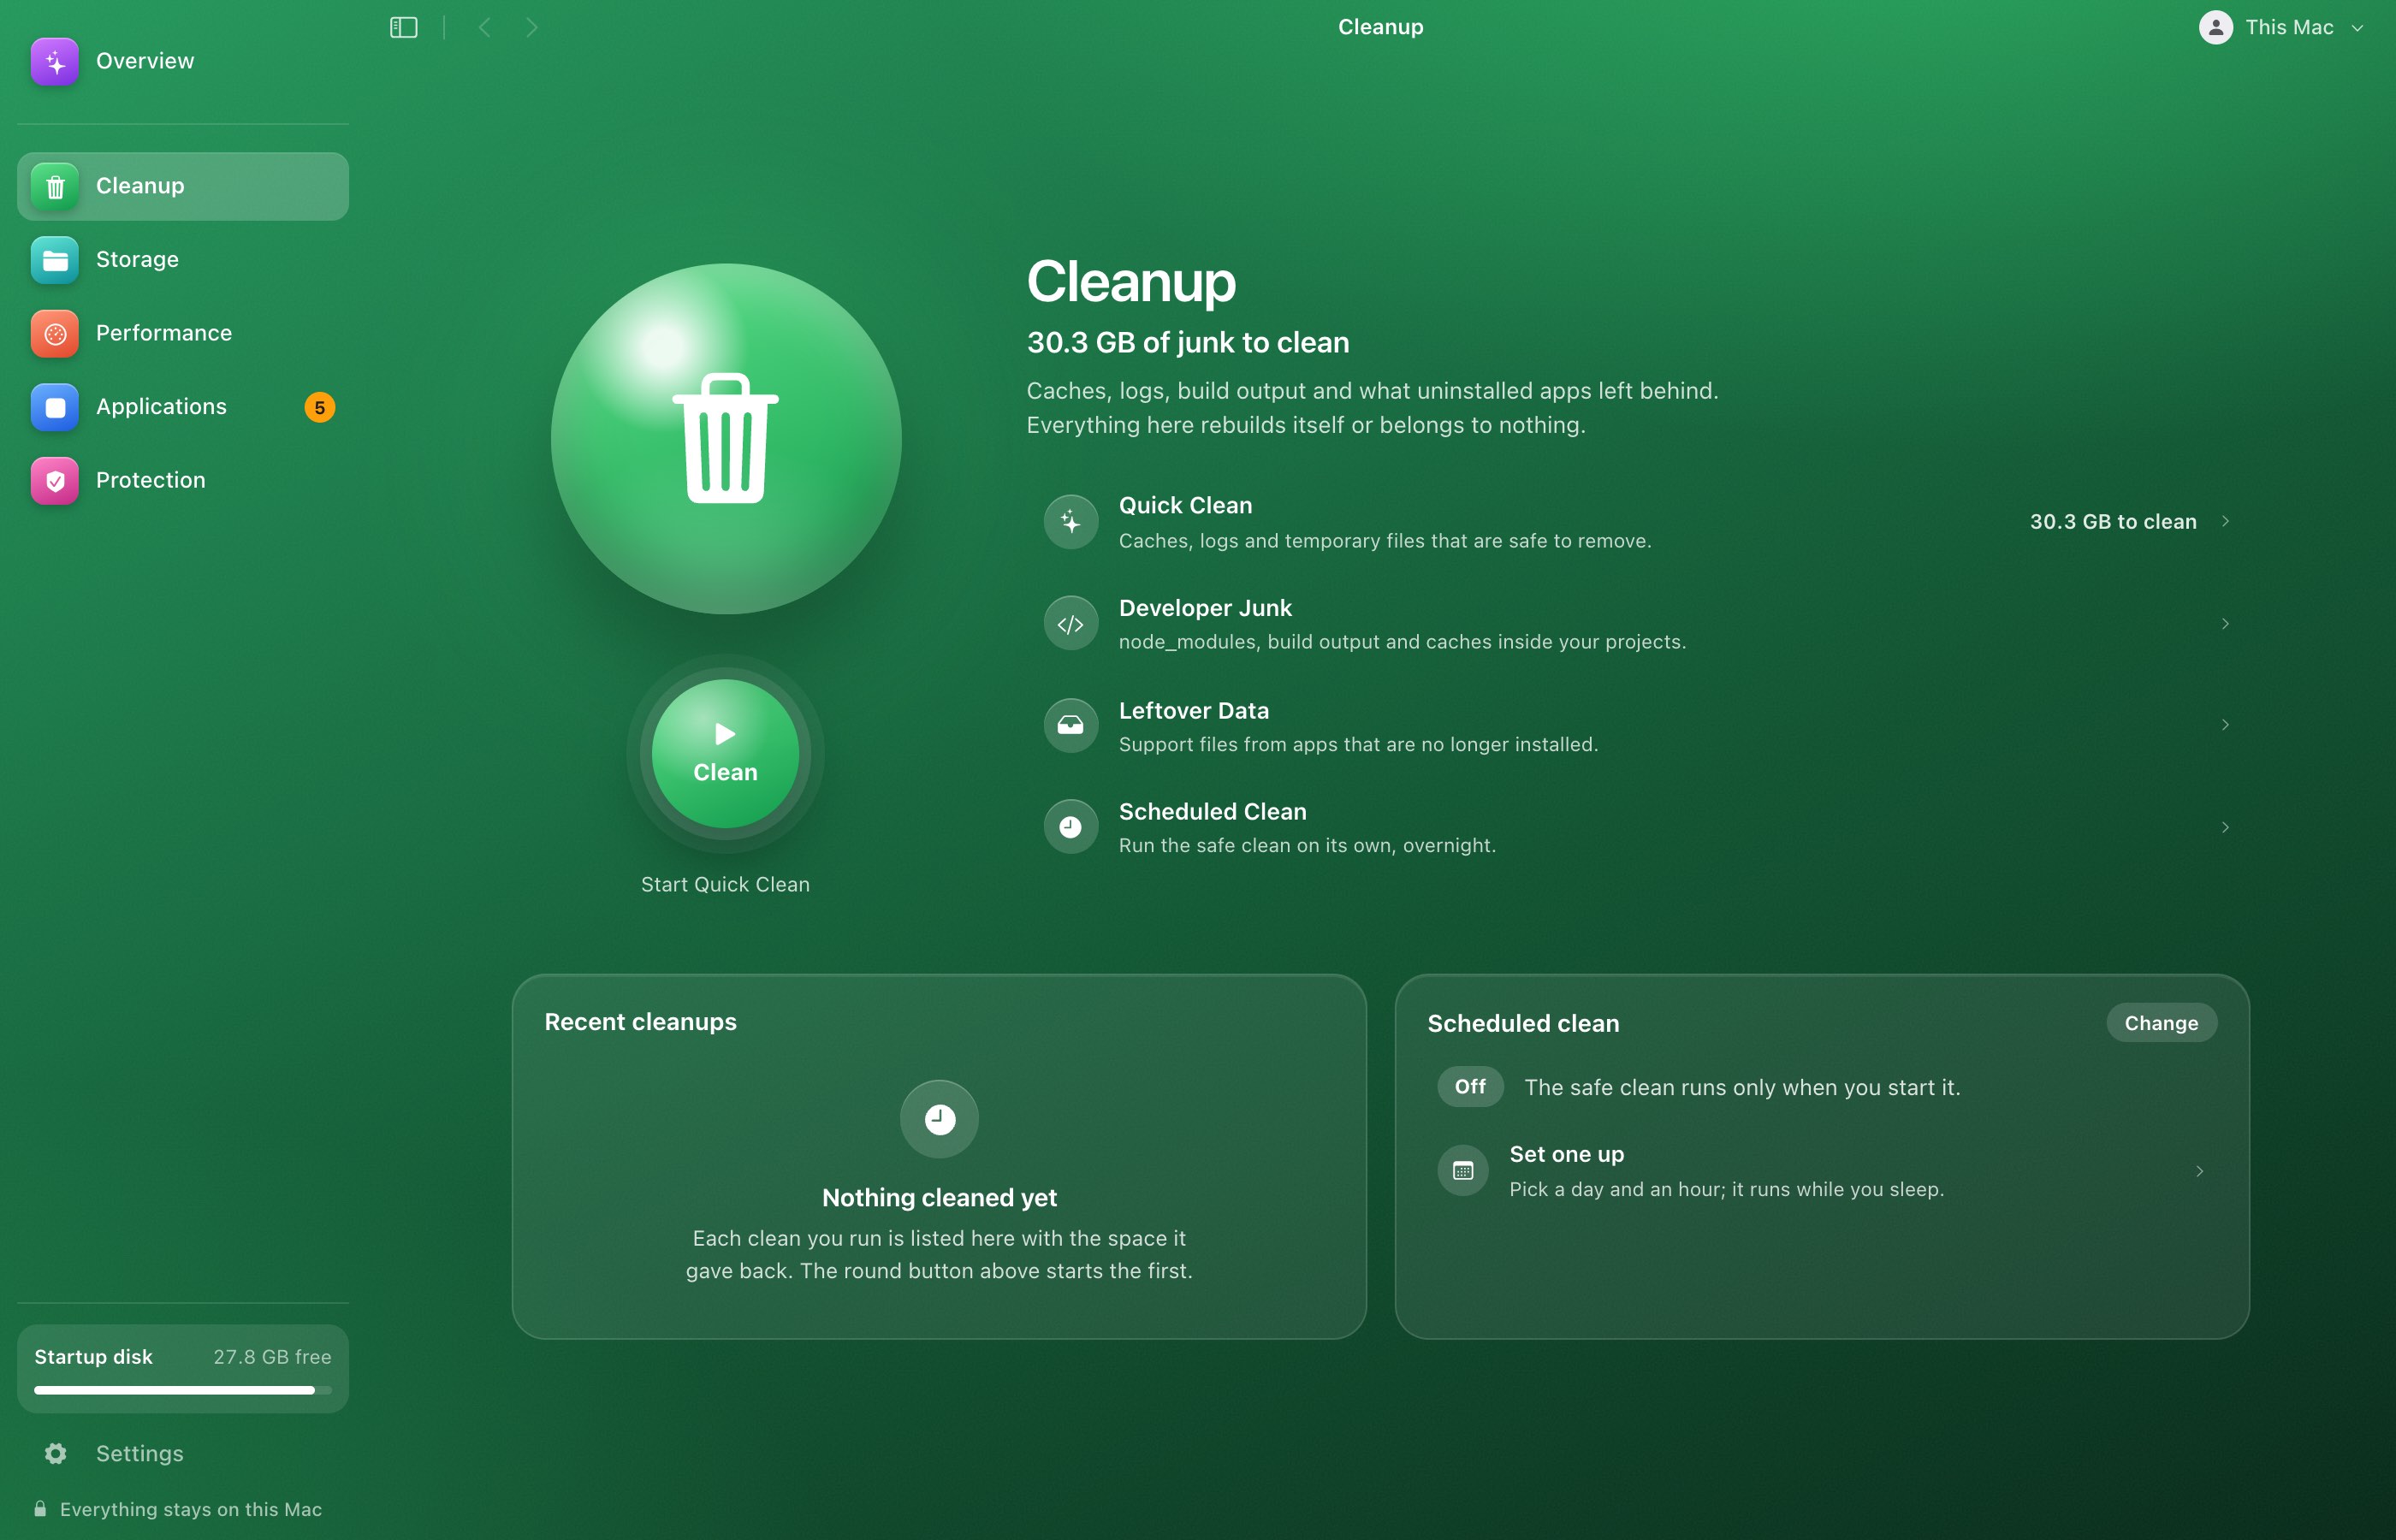 Cleanup
This Mac
Overview
Cleanup
Storage
Performance
Applications
5
Protection
Startup disk
27.8 GB free
Settings
Everything stays on this Mac
Clean
Start Quick Clean
Cleanup
30.3 GB of junk to clean
Caches, logs, build output and what uninstalled apps left behind.
Everything here rebuilds itself or belongs to nothing.
Quick Clean
Caches, logs and temporary files that are safe to remove.
30.3 GB to clean
Developer Junk
node_modules, build output and caches inside your projects.
Leftover Data
Support files from apps that are no longer installed.
Scheduled Clean
Run the safe clean on its own, overnight.
Recent cleanups
Nothing cleaned yet
Each clean you run is listed here with the space it
gave back. The round button above starts the first.
Scheduled clean
Change
Off
The safe clean runs only when you start it.
Set one up
Pick a day and an hour; it runs while you sleep.